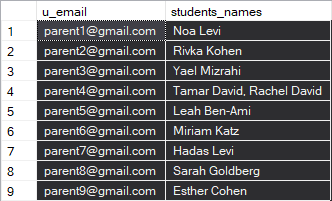 u_email students_names
1 parent1@gmail.com Noa Levi
2 parent2@gmail.com Rivka Kohen
3 parent3@gmail.com Yael Mizrahi
4 parent4@gmail.com Tamar David, Rachel David
5 parent5@gmail.com Leah Ben-Ami
6 parent6@gmail.com Miriam Katz
7 parent7@gmail.com Hadas Levi
8 parent8@gmail.com Sarah Goldberg
9 parent9@gmail.com Esther Cohen